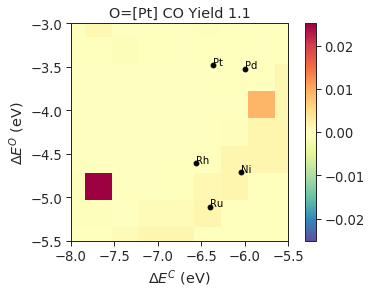 O=[Pt] CO Yield 1.1
−3.0
−3.5
−4.0
−4.5
−5.0
−5.5
ΔE^O (eV)
Pt
Pd
Rh
Ni
Ru
−8.0 −7.5 −7.0 −6.5 −6.0 −5.5
ΔE^C (eV)
0.02
0.01
0.00
−0.01
−0.02